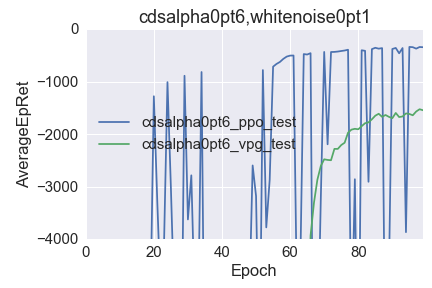 cdsalpha0pt6,whitenoise0pt1
0
−1000
−2000
−3000
−4000
AverageEpRet
cdsalpha0pt6_ppo_test
cdsalpha0pt6_vpg_test
0 20 40 60 80
Epoch